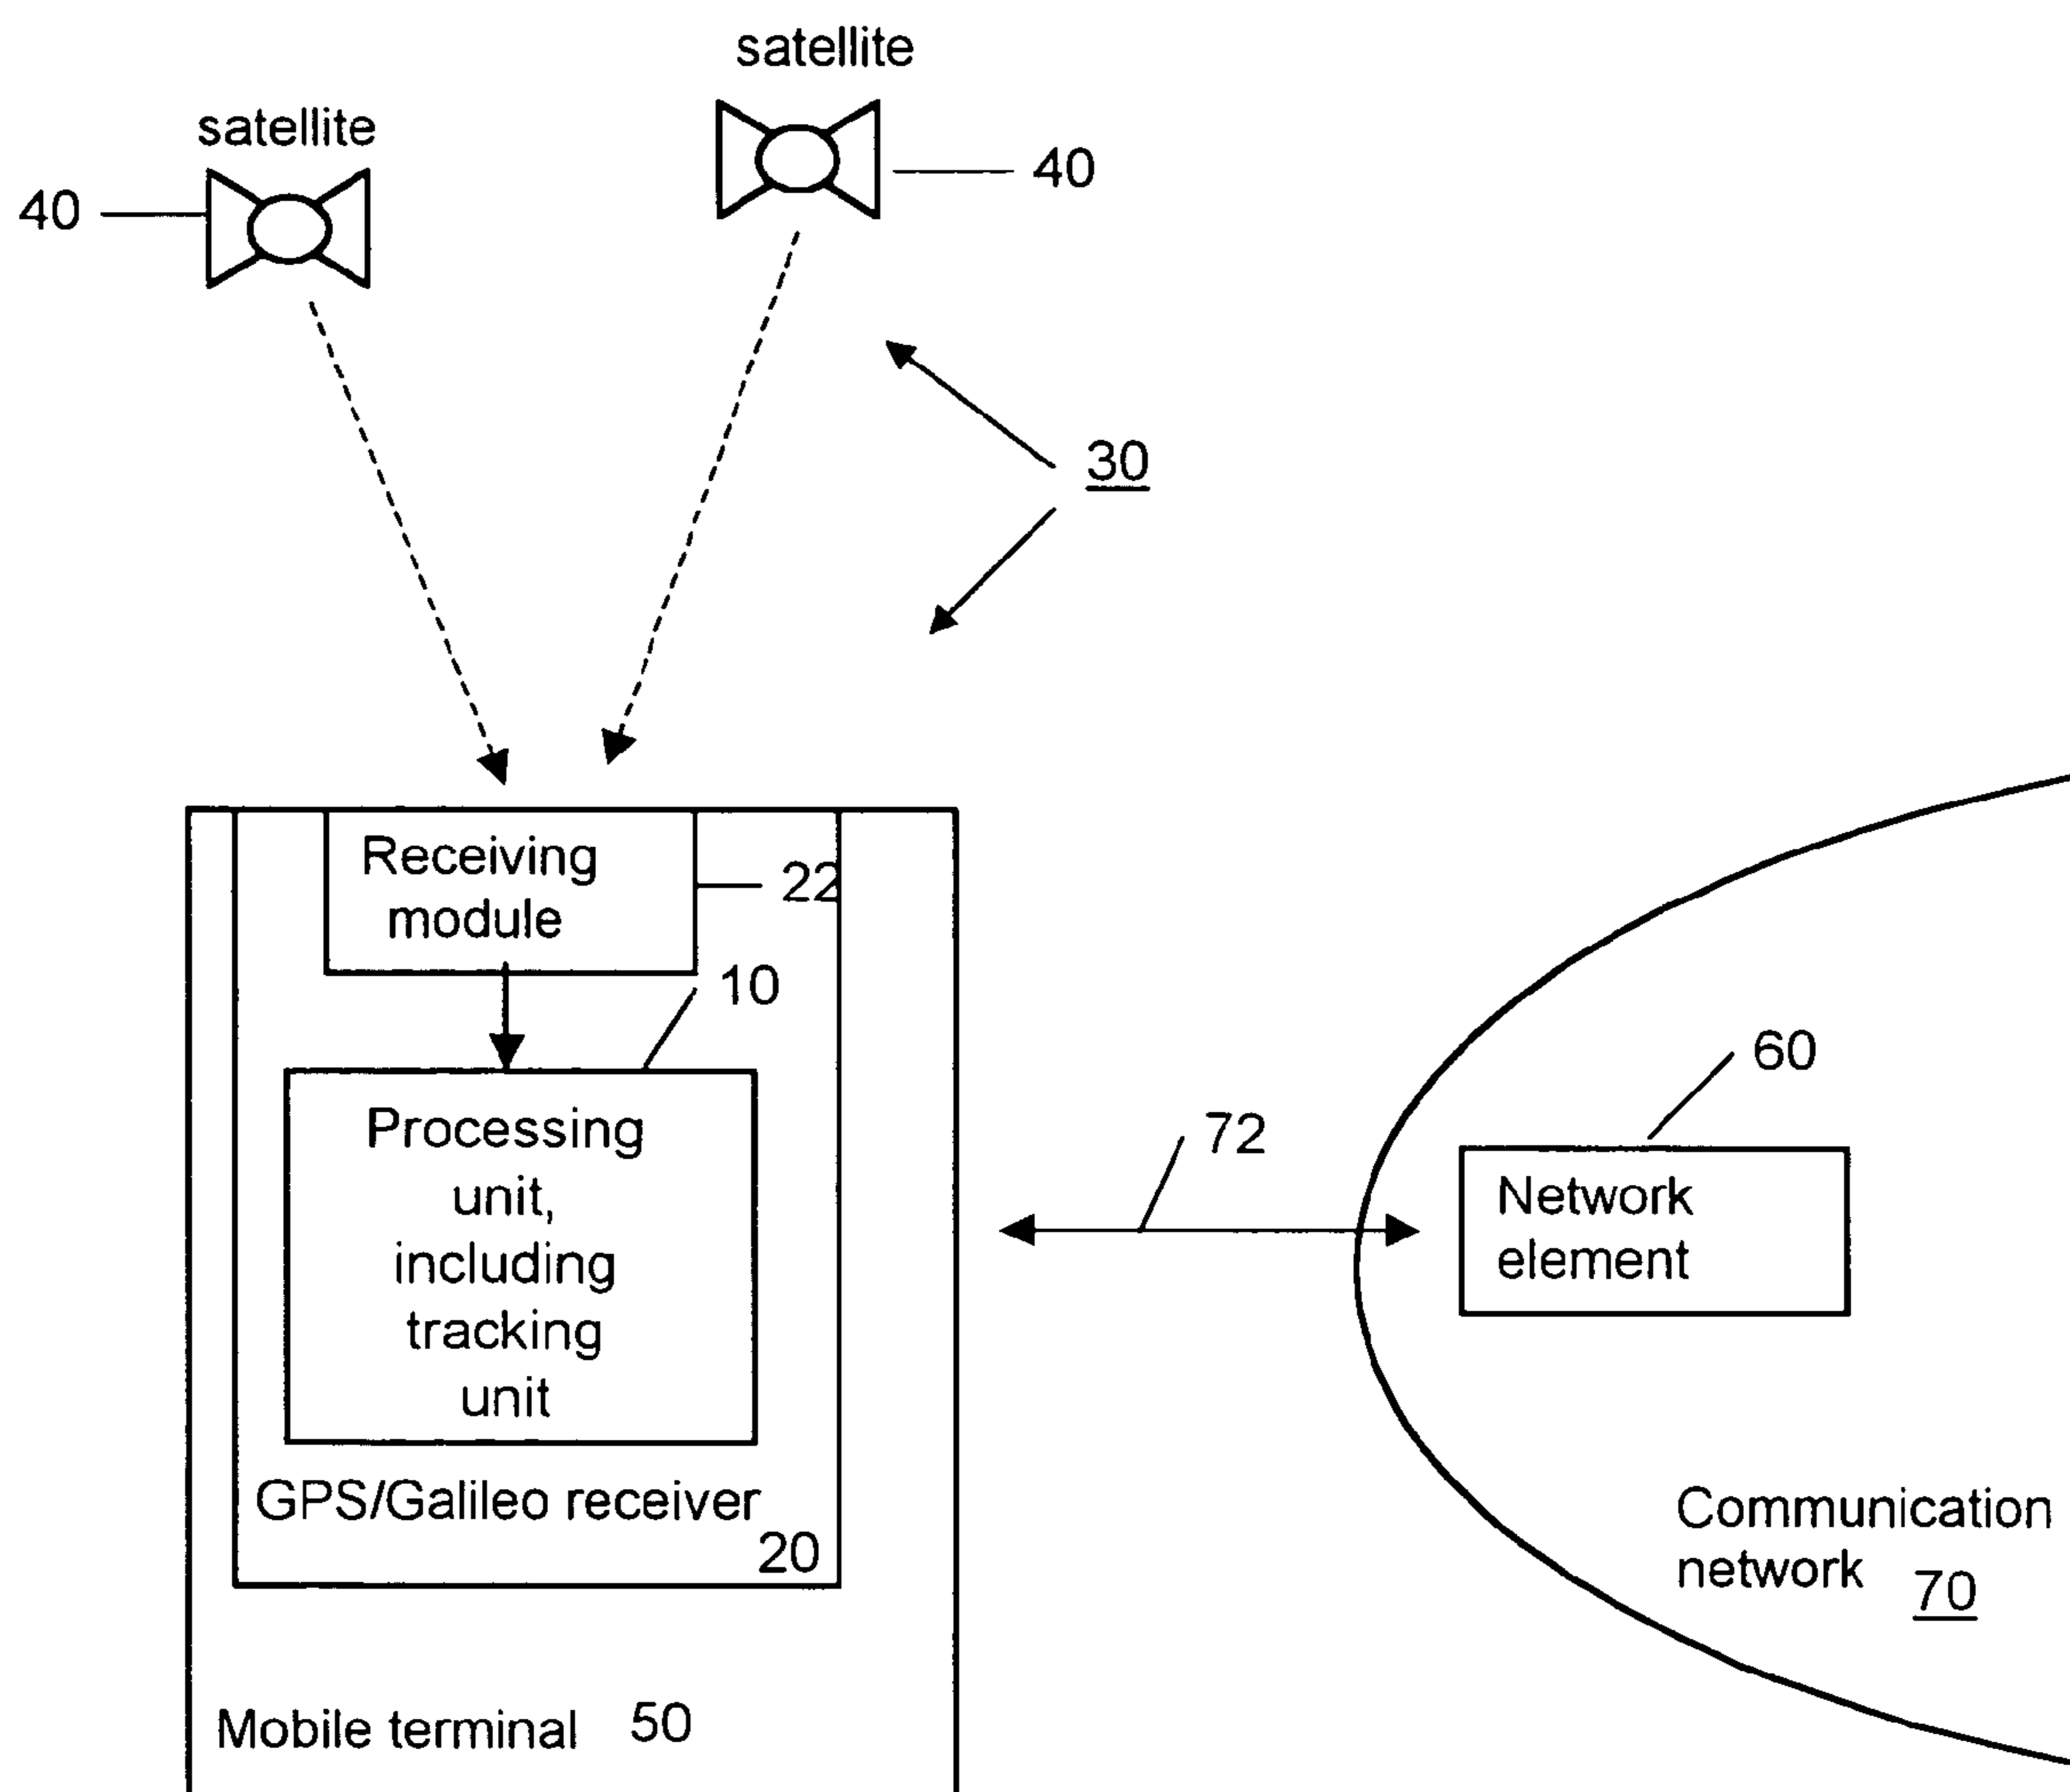 satellite
satellite
40
40
30
Receiving
module
22
10
Processing
unit,
including
tracking
unit
GPS/Galileo receiver
20
Mobile terminal 50
72
60
Network
element
Communication
network 70